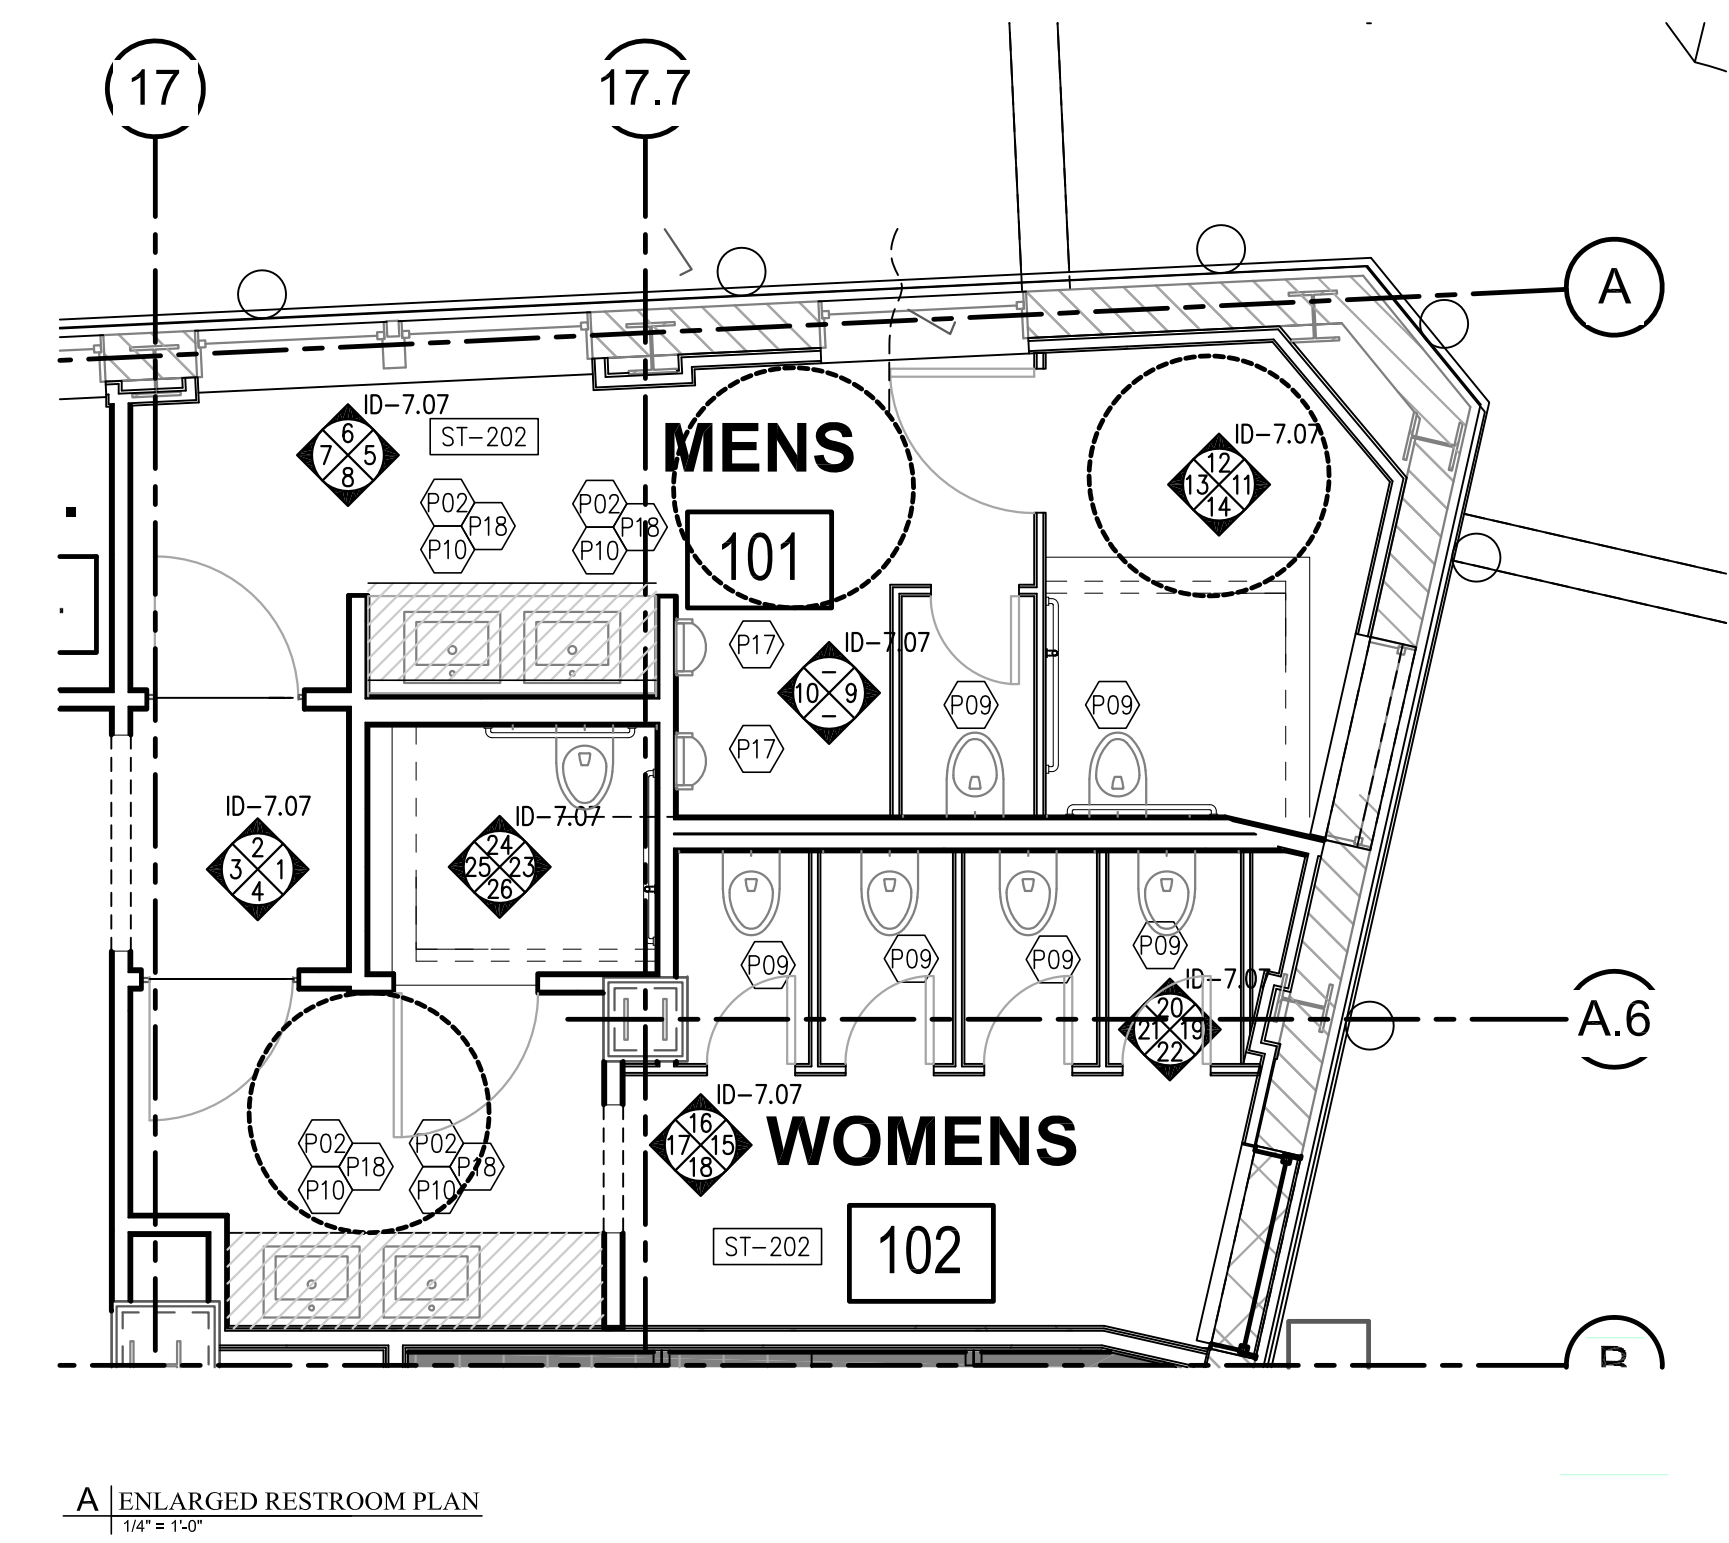 17
17.7
A
ID-7.07
6
7
5
8
ST-202
MENS
ID-7.07
12
13
11
14
P02
P18
P10
P02
P18
P10
101
P17
ID-7.07
10
9
P09
P09
P17
ID-7.07
2
3
1
4
ID-7.07
24
25
23
26
P09
P09
P09
P09
ID-7.07
20
21
19
22
A.6
ID-7.07
16
17
15
18
WOMENS
P02
P18
P10
P02
P18
P10
ST-202
102
B
A
ENLARGED RESTROOM PLAN
1/4" = 1'-0"